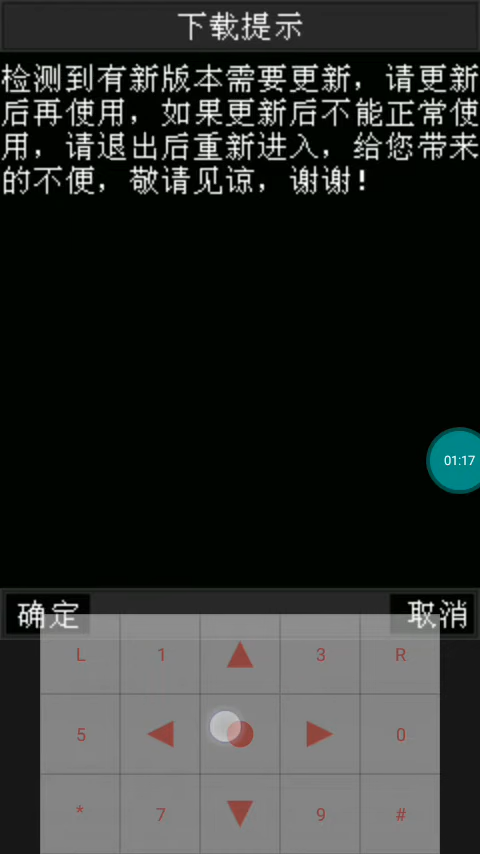 下载提示
检测到有新版本需要更新，请更新
后再使用，如果更新后不能正常使
用，请退出后重新进入，给您带来
的不便，敬请见谅，谢谢！
01:17
确定 取消
L 1 3 R
5 0
* 7 9 #